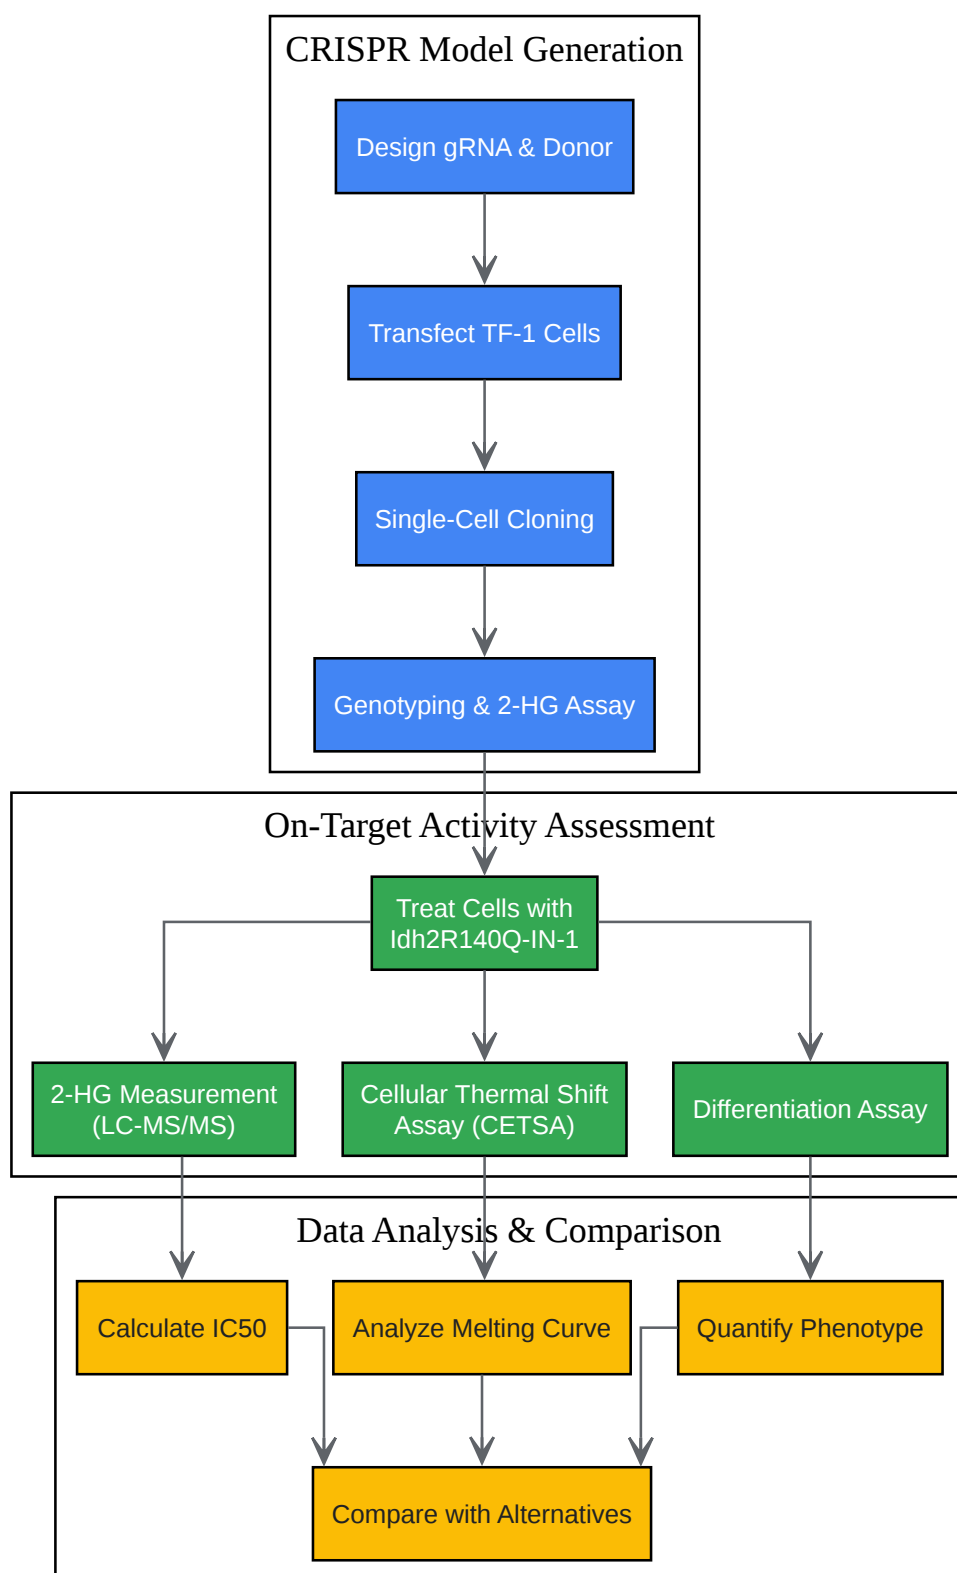 CRISPR Model Generation
Design gRNA & Donor
Transfect TF-1 Cells
Single-Cell Cloning
Genotyping & 2-HG Assay
On-Target Activity Assessment
Treat Cells with
Idh2R140Q-IN-1
2-HG Measurement
(LC-MS/MS)
Cellular Thermal Shift
Assay (CETSA)
Differentiation Assay
Data Analysis & Comparison
Calculate IC50
Analyze Melting Curve
Quantify Phenotype
Compare with Alternatives